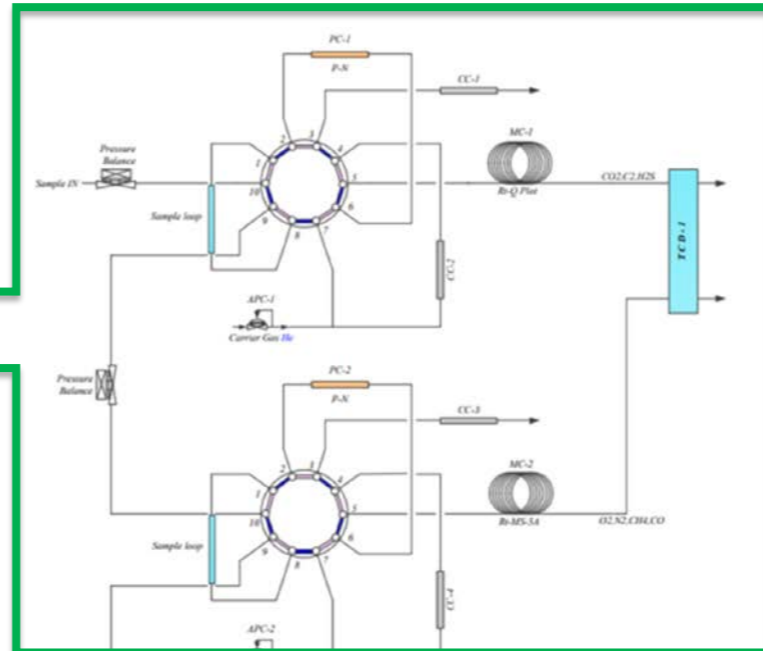 PC-1
P-N
CC-1
2
3
4
1
5
10
6
9
7
8
Pressure
Balance
Sample IN
Sample loop
MC-1
Rt-Q Plot
CO2,C2,H2S
TCD-1
CC-2
APC-1
Carrier Gas He
Pressure
Balance
PC-2
P-N
CC-3
2
3
4
1
5
10
6
9
7
8
Sample loop
MC-2
Rt-MS-5A
O2,N2,CH4,CO
CC-4
APC-2